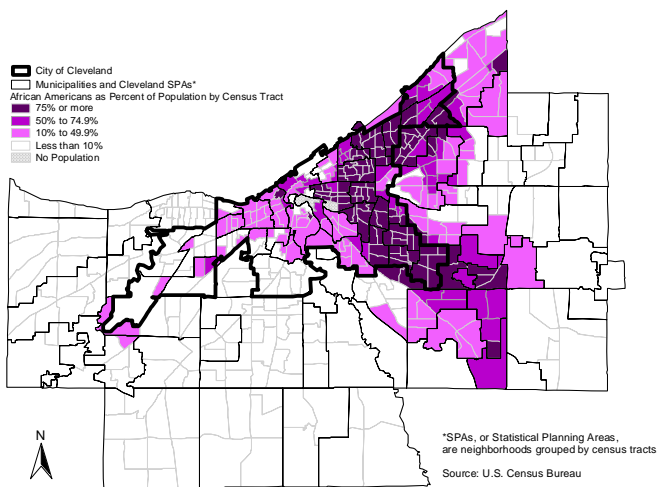 City of Cleveland
Municipalities and Cleveland SPAs*
African Americans as Percent of Population by Census Tract
75% or more
50% to 74.9%
10% to 49.9%
Less than 10%
No Population
N
*SPAs, or Statistical Planning Areas,
are neighborhoods grouped by census tracts
Source: U.S. Census Bureau